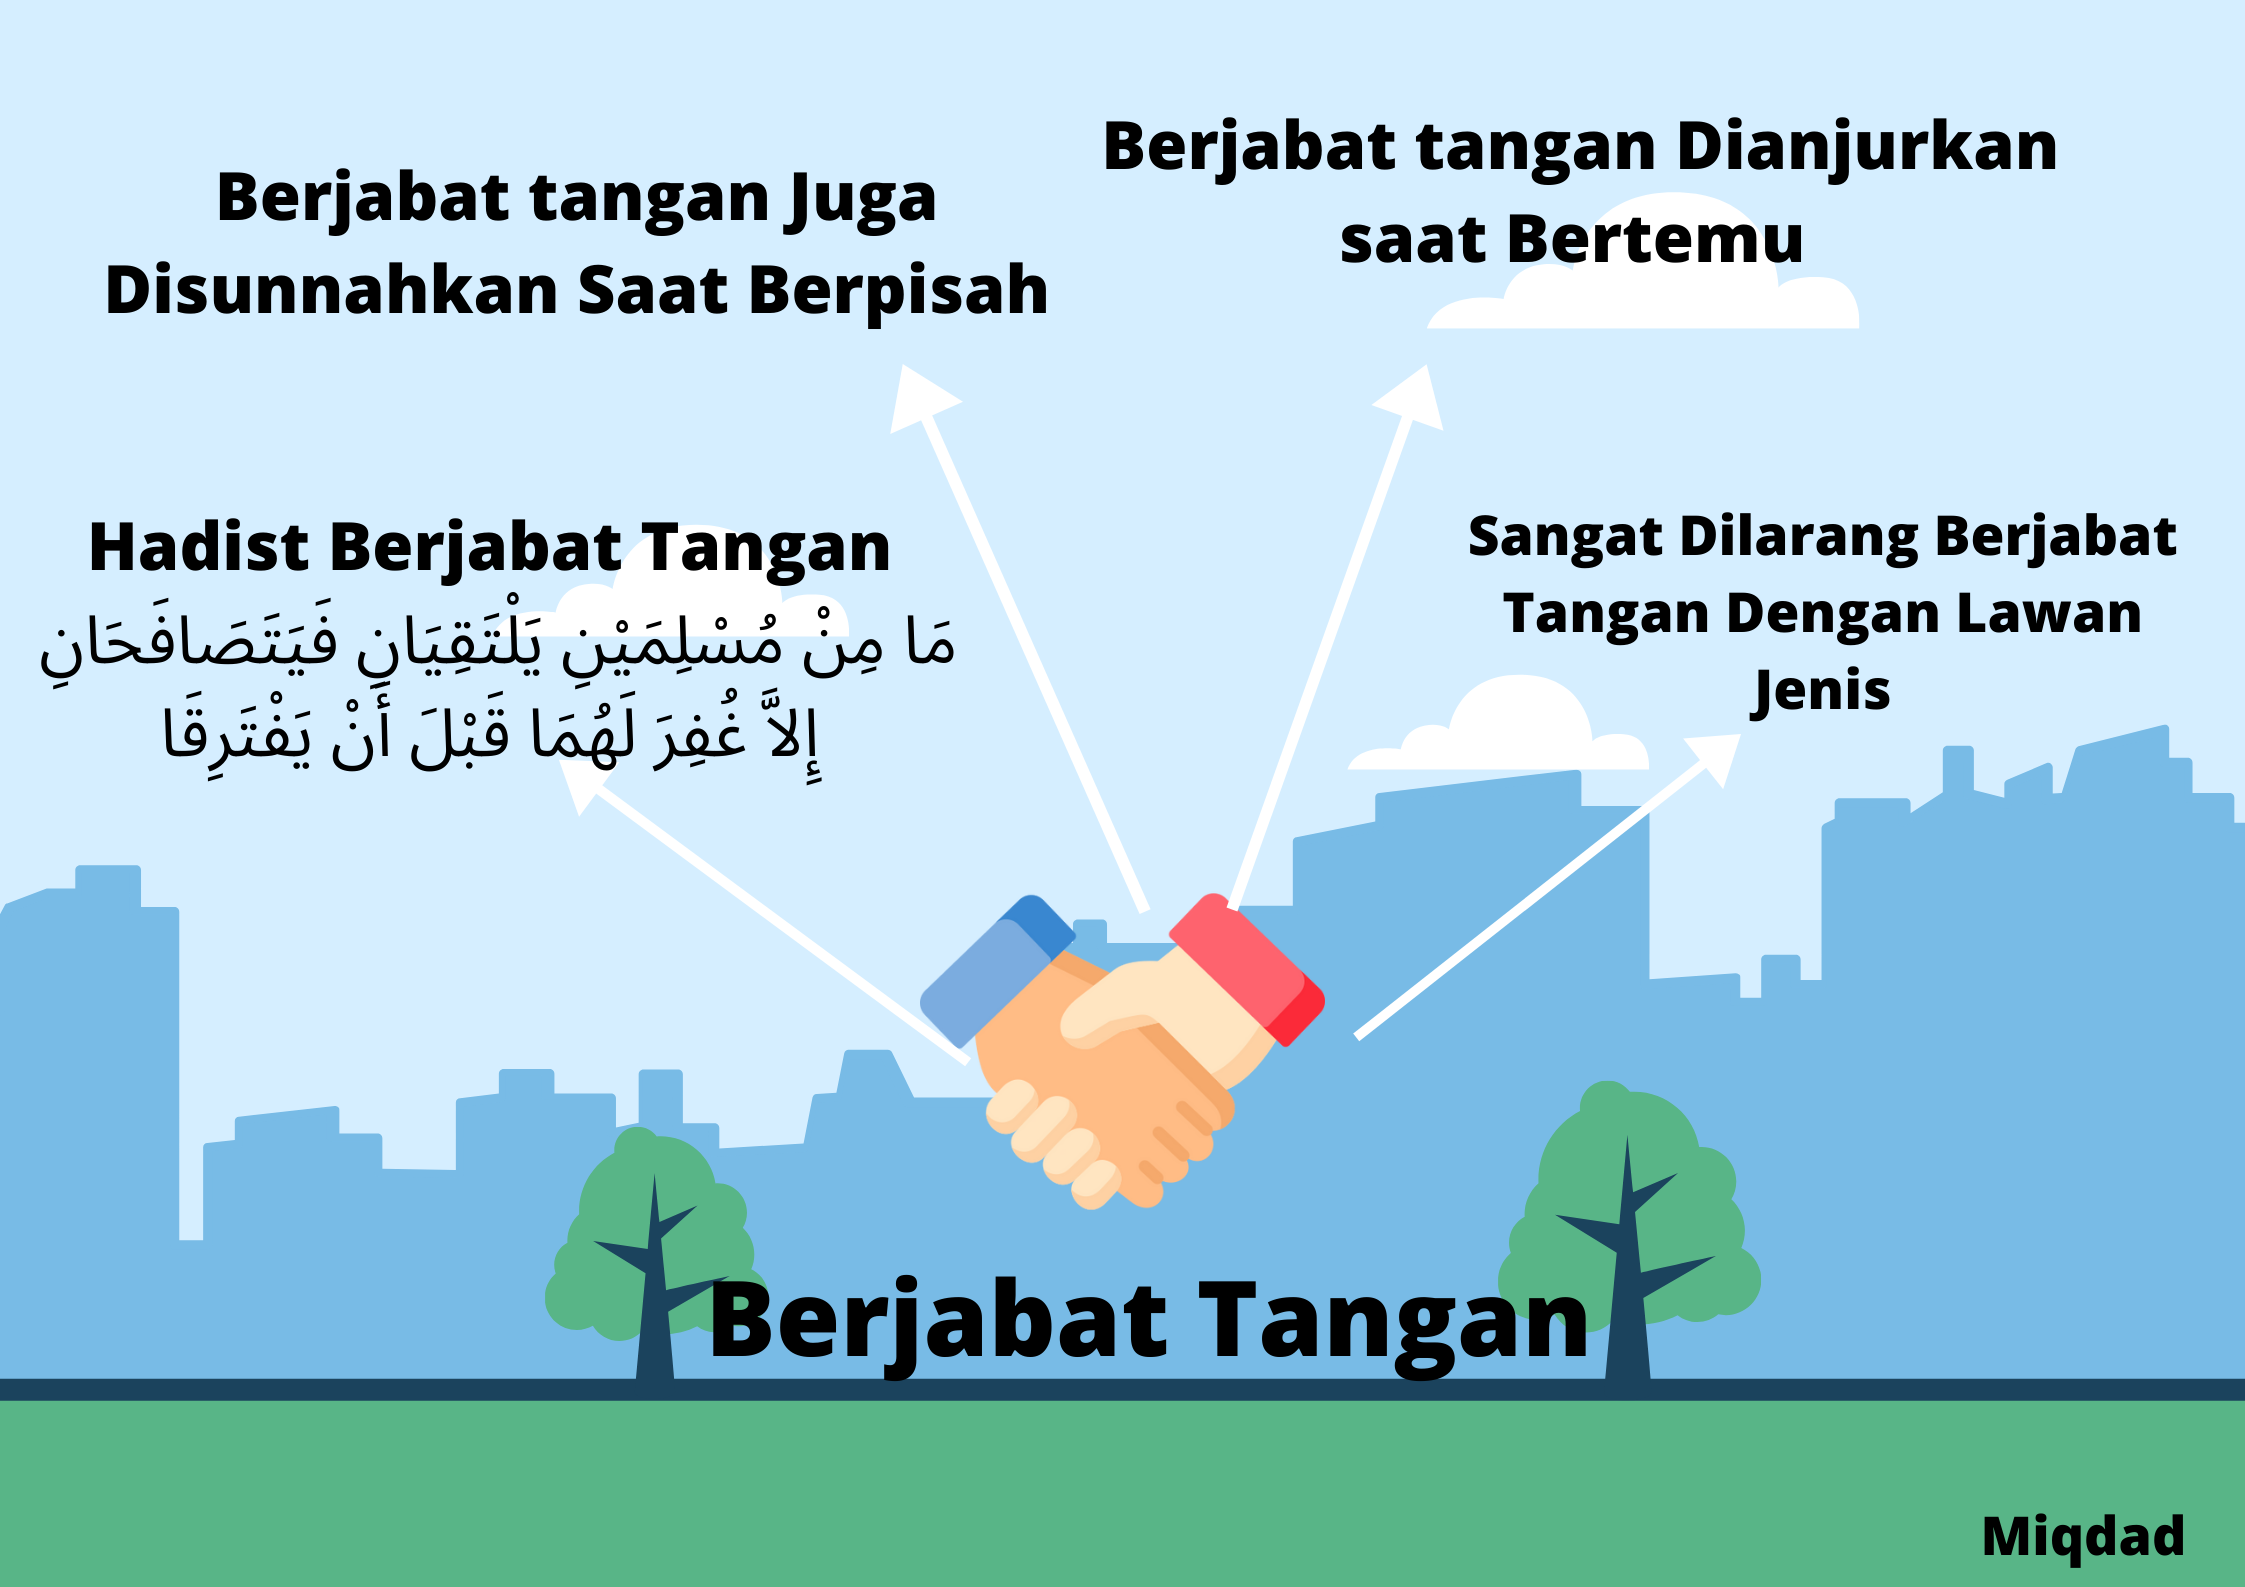 Berjabat tangan Juga
Disunnahkan Saat Berpisah
Berjabat tangan Dianjurkan
saat Bertemu
Hadist Berjabat Tangan
مَا مِنْ مُسْلِمَيْنِ يَلْتَقِيَانِ فَيَتَصَافَحَانِ
إِلاَّ غُفِرَ لَهُمَا قَبْلَ أَنْ يَفْتَرِقَا
Sangat Dilarang Berjabat
Tangan Dengan Lawan
Jenis
Berjabat Tangan
Miqdad